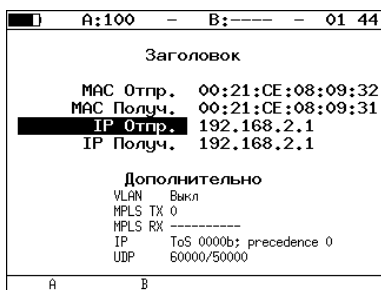 A:100 – B:---- – 01 44
Заголовок
MAC Отпр. 00:21:CE:08:09:32
MAC Получ. 00:21:CE:08:09:31
IP Отпр. 192.168.2.1
IP Получ. 192.168.2.1
Дополнительно
VLAN Выкл
MPLS TX 0
MPLS RX ----------
IP ToS 0000b; precedence 0
UDP 60000/50000
A B